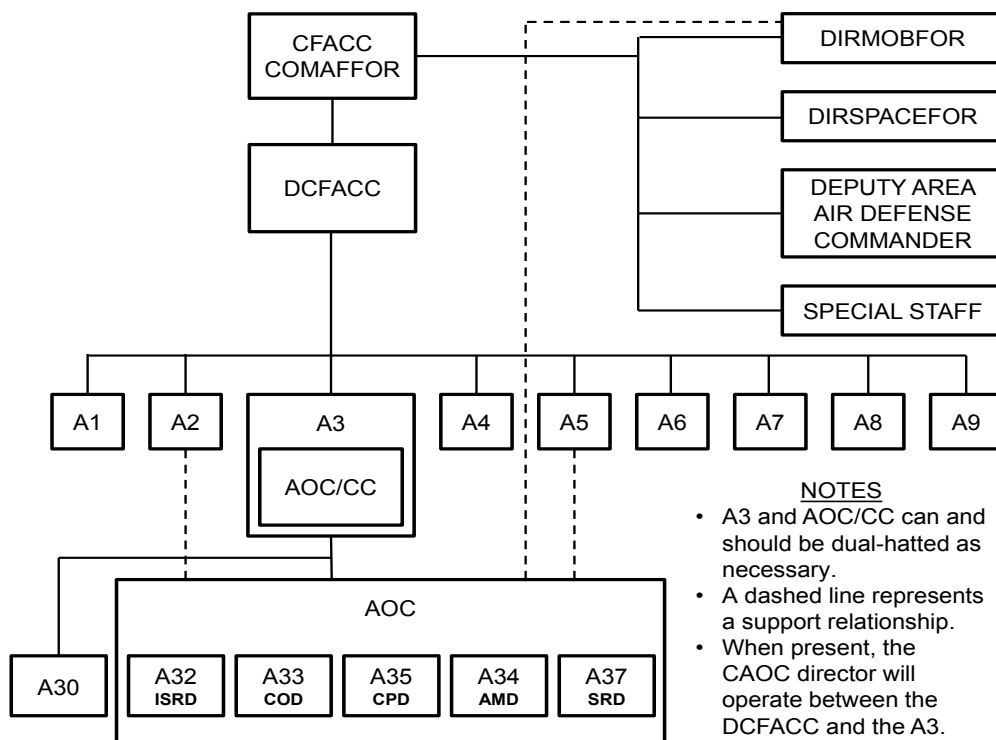 CFACC
COMAFFOR
DIRMOBFOR
DIRSPACEFOR
DCFACC
DEPUTY AREA
AIR DEFENSE
COMMANDER
SPECIAL STAFF
A1
A2
A3
A4
A5
A6
A7
A8
A9
AOC/CC
NOTES
• A3 and AOC/CC can and
should be dual-hatted as
necessary.
• A dashed line represents
a support relationship.
• When present, the
CAOC director will
operate between the
DCFACC and the A3.
AOC
A30
A32
ISRD
A33
COD
A35
CPD
A34
AMD
A37
SRD